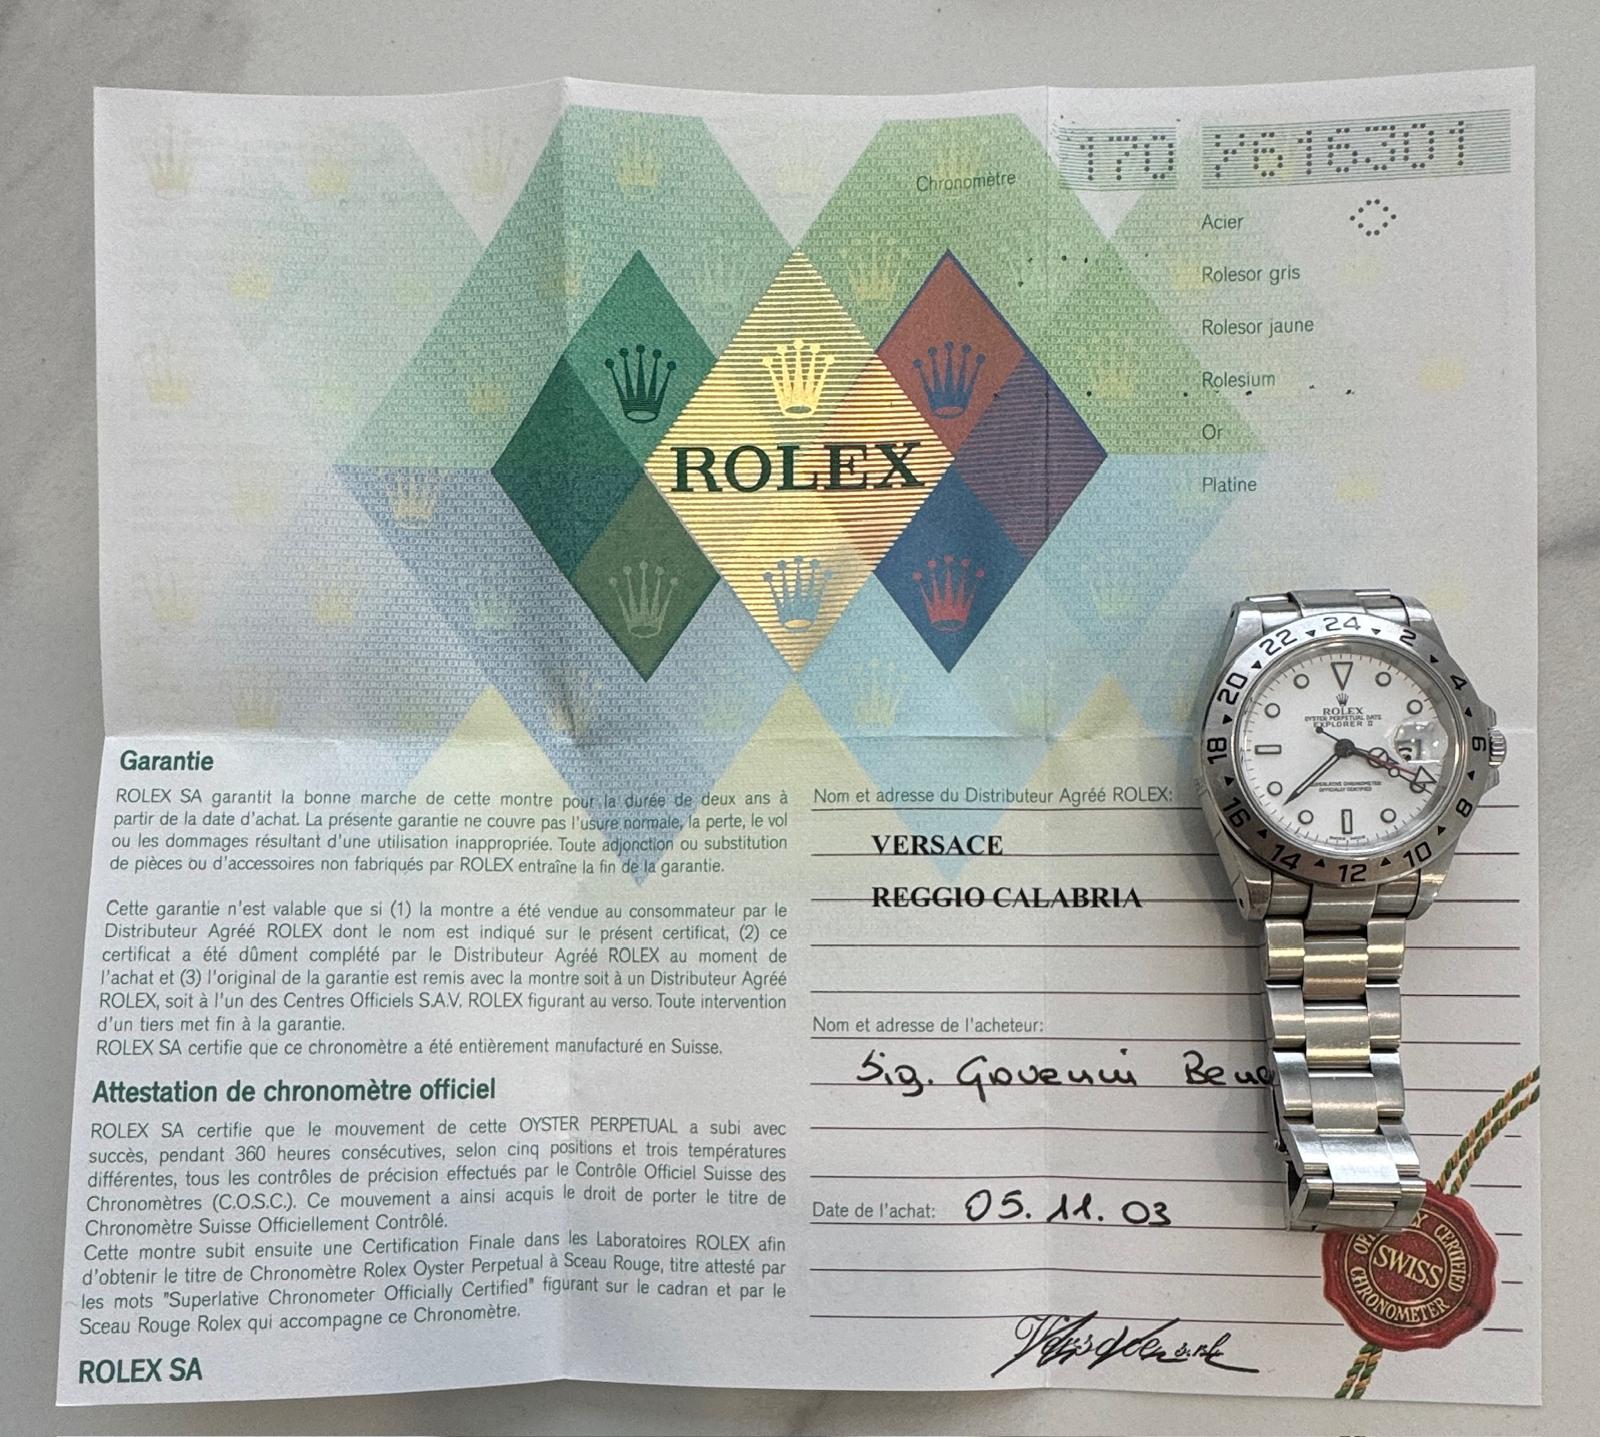 170 Y616301
Chronomètre
Acier
Rolesor gris
Rolesor jaune
Rolesium
Or
Platine
ROLEX
Garantie
ROLEX SA garantit la bonne marche de cette montre pour la durée de deux ans à
partir de la date d'achat. La présente garantie ne couvre pas l'usure normale, la perte, le vol
ou les dommages résultant d'une utilisation inappropriée. Toute adjonction ou substitution
de pièces ou d'accessoires non fabriqués par ROLEX entraîne la fin de la garantie.
Cette garantie n'est valable que si (1) la montre a été vendue au consommateur par le
Distributeur Agréé ROLEX dont le nom est indiqué sur le présent certificat, (2) ce
certificat a été dûment complété par le Distributeur Agréé ROLEX au moment de
l'achat et (3) l'original de la garantie est remis avec la montre soit à un Distributeur Agréé
ROLEX, soit à l'un des Centres Officiels S.A.V. ROLEX figurant au verso. Toute intervention
d'un tiers met fin à la garantie.
ROLEX SA certifie que ce chronomètre a été entièrement manufacturé en Suisse.
Attestation de chronomètre officiel
ROLEX SA certifie que le mouvement de cette OYSTER PERPETUAL a subi avec
succès, pendant 360 heures consécutives, selon cinq positions et trois températures
différentes, tous les contrôles de précision effectués par le Contrôle Officiel Suisse des
Chronomètres (C.O.S.C.). Ce mouvement a ainsi acquis le droit de porter le titre de
Chronomètre Suisse Officiellement Contrôlé.
Cette montre subit ensuite une Certification Finale dans les Laboratoires ROLEX afin
d'obtenir le titre de Chronomètre Rolex Oyster Perpetual à Sceau Rouge, titre attesté par
les mots "Superlative Chronometer Officially Certified" figurant sur le cadran et par le
Sceau Rouge Rolex qui accompagne ce Chronomètre.
ROLEX SA
Nom et adresse du Distributeur Agréé ROLEX:
VERSACE
REGGIO CALABRIA
Nom et adresse de l'acheteur:
Sig. Giovanni
Date de l'achat: 05.11.03
24 2 4 6 8 10 12 14 16 18 20 22
ROLEX
OYSTER PERPETUAL DATE
EXPLORER II
SUPERLATIVE CHRONOMETER
OFFICIALLY CERTIFIED
CERTIFIED
SWISS
CHRONOMETER